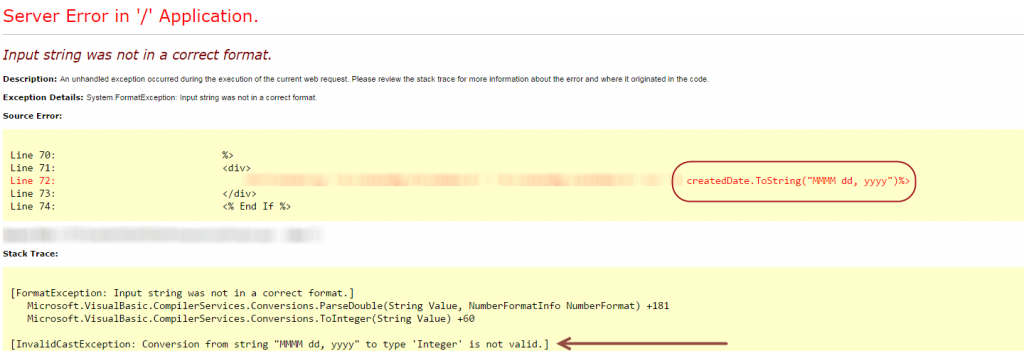 Server Error in '/' Application.
Input string was not in a correct format.
Description: An unhandled exception occurred during the execution of the current web request. Please review the stack trace for more information about the error and where it originated in the code.
Exception Details: System.FormatException: Input string was not in a correct format.
Source Error:
Line 70: %>
Line 71: <div>
Line 72: createdDate.ToString("MMMM dd, yyyy")%>
Line 73: </div>
Line 74: <% End If %>
Stack Trace:
[FormatException: Input string was not in a correct format.]
Microsoft.VisualBasic.CompilerServices.Conversions.ParseDouble(String Value, NumberFormatInfo NumberFormat) +181
Microsoft.VisualBasic.CompilerServices.Conversions.ToInteger(String Value) +60
[InvalidCastException: Conversion from string "MMMM dd, yyyy" to type 'Integer' is not valid.]